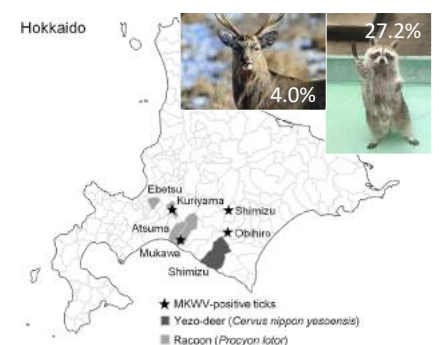 Hokkaido
4.0%
27.2%
Ebetsu
Kuriyama
Shimizu
Atsuma
Obihiro
Mukawa
Shimizu
★ MKWV-positive ticks
Yezo-deer (Cervus nippon yesoensis)
Racoon (Procyon lotor)